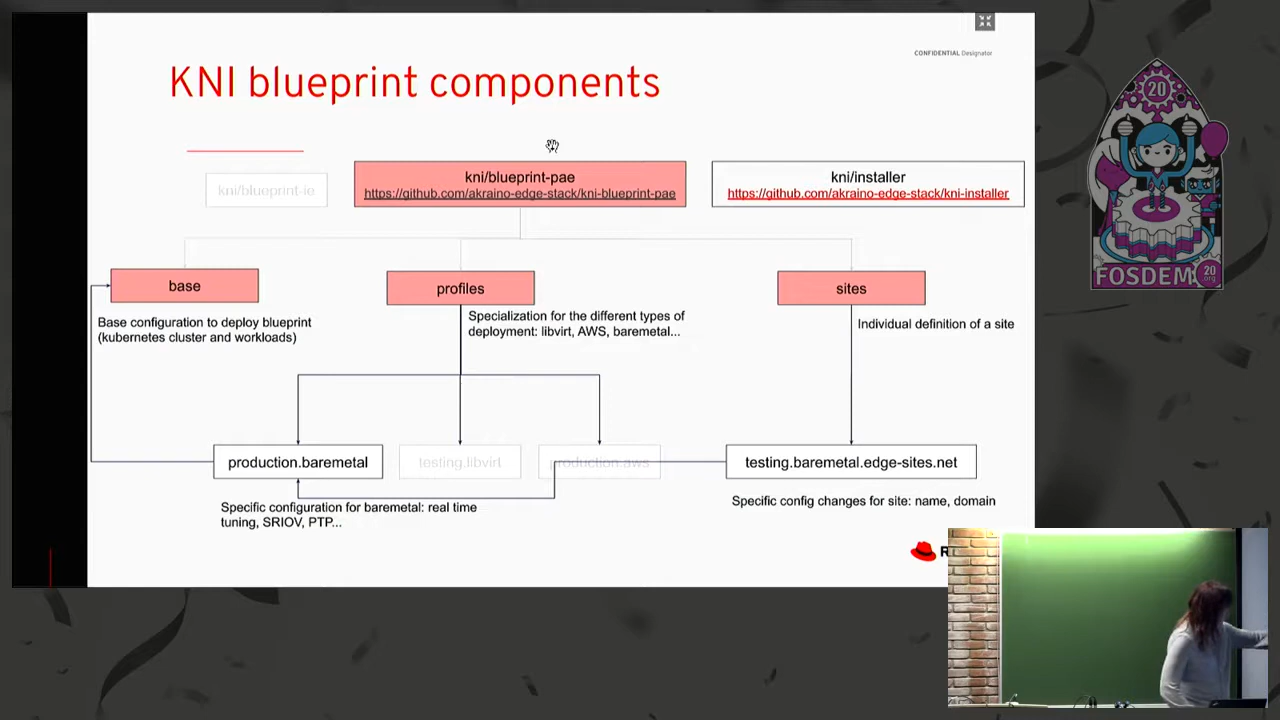 CONFIDENTIAL Designator
KNI blueprint components
kni/blueprint-ie
kni/blueprint-pae
https://github.com/akraino-edge-stack/kni-blueprint-pae
kni/installer
https://github.com/akraino-edge-stack/kni-installer
20
FOSDEM 20
.org
base
profiles
sites
Base configuration to deploy blueprint
(kubernetes cluster and workloads)
Specialization for the different types of
deployment: libvirt, AWS, baremetal...
Individual definition of a site
production.baremetal
testing.libvirt
production.aws
testing.baremetal.edge-sites.net
Specific configuration for baremetal: real time
tuning, SRIOV, PTP...
Specific config changes for site: name, domain